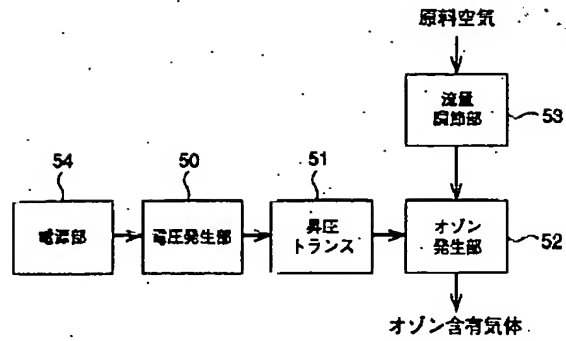 原料空気
流量
調節部
53
54
50
51
電源部
電圧発生部
昇圧
トランス
オゾン
発生部
52
オゾン含有気体